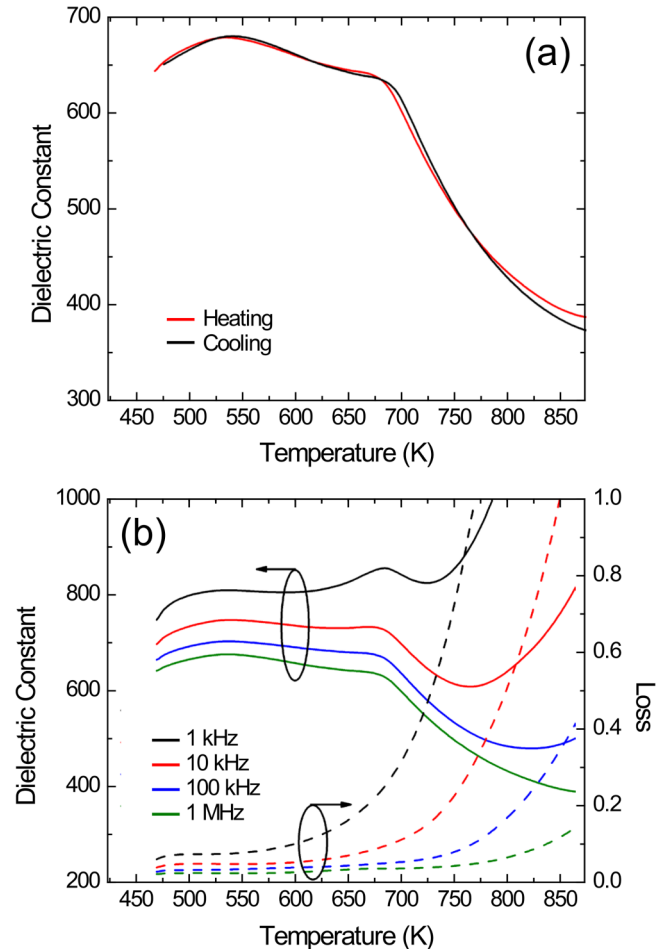 (a)
700
600
500
400
300
Dielectric Constant
Heating
Cooling
450 500 550 600 650 700 750 800 850
Temperature (K)
(b)
1000
800
600
400
200
Dielectric Constant
1.0
0.8
0.6
0.4
0.2
0.0
Loss
1 kHz
10 kHz
100 kHz
1 MHz
450 500 550 600 650 700 750 800 850
Temperature (K)